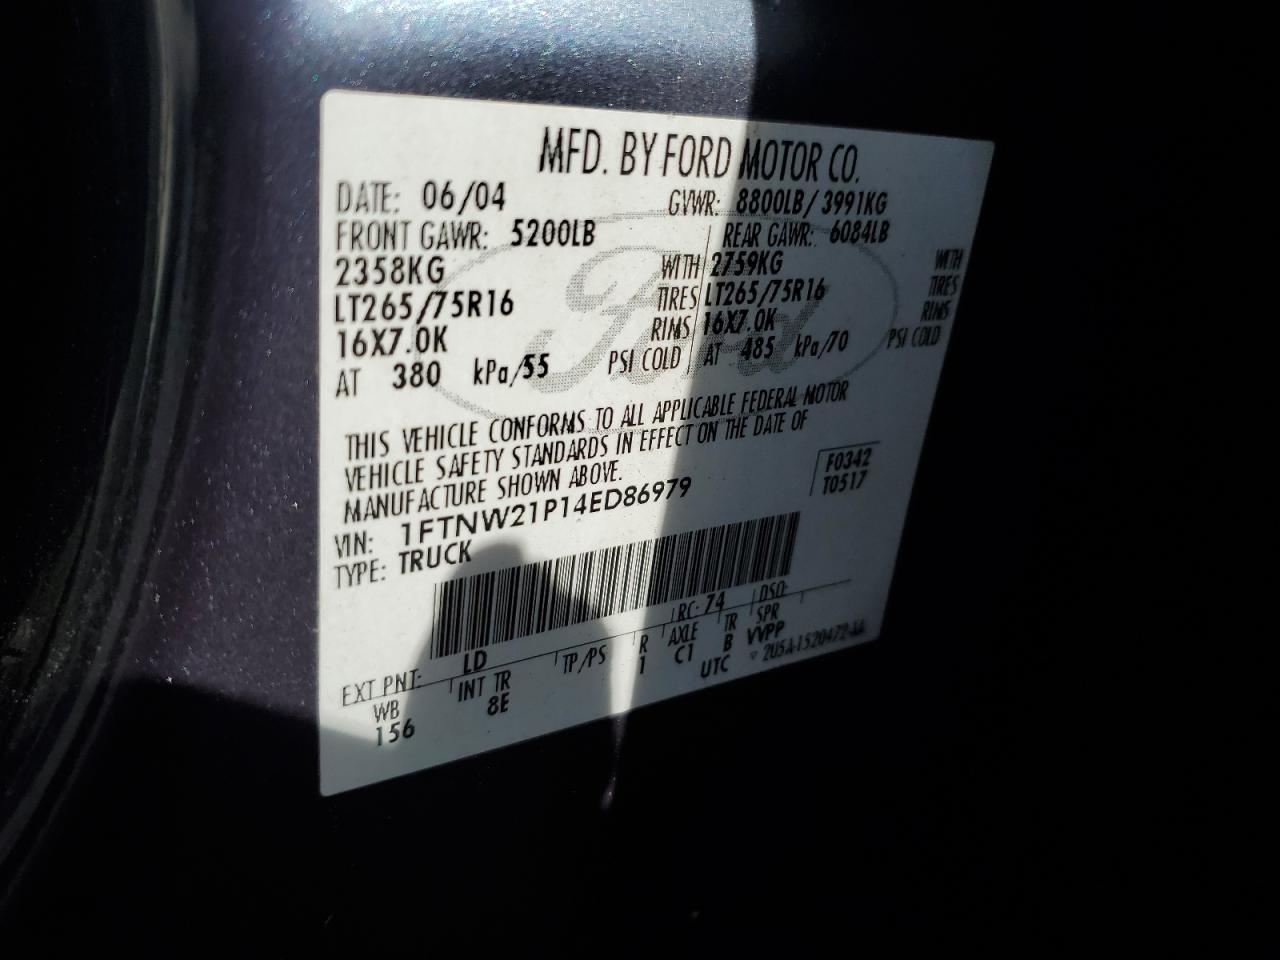 MFD. BY FORD MOTOR CO.
DATE: 06/04 GVWR: 8800LB/ 3991KG
FRONT GAWR: 5200LB REAR GAWR: 6084LB
2358KG WITH 2759KG WITH
LT265/75R16 TIRES LT265/75R16 TIRES
16X7.0K RIMS 16X7.0K RIMS
AT 380 kPa/55 PSI COLD AT 485 kPa/70 PSI COLD
Ford
THIS VEHICLE CONFORMS TO ALL APPLICABLE FEDERAL MOTOR
VEHICLE SAFETY STANDARDS IN EFFECT ON THE DATE OF
MANUFACTURE SHOWN ABOVE.
F0342
T0517
VIN: 1FTNW21P14ED86979
TYPE: TRUCK
EXT PNT: LD RC: 74 DSO:
WB INT TR TP/PS R AXLE TR SPR
156 8E 1 C1 B VVPP
UTC ▽ 2U5A-1520472-AA